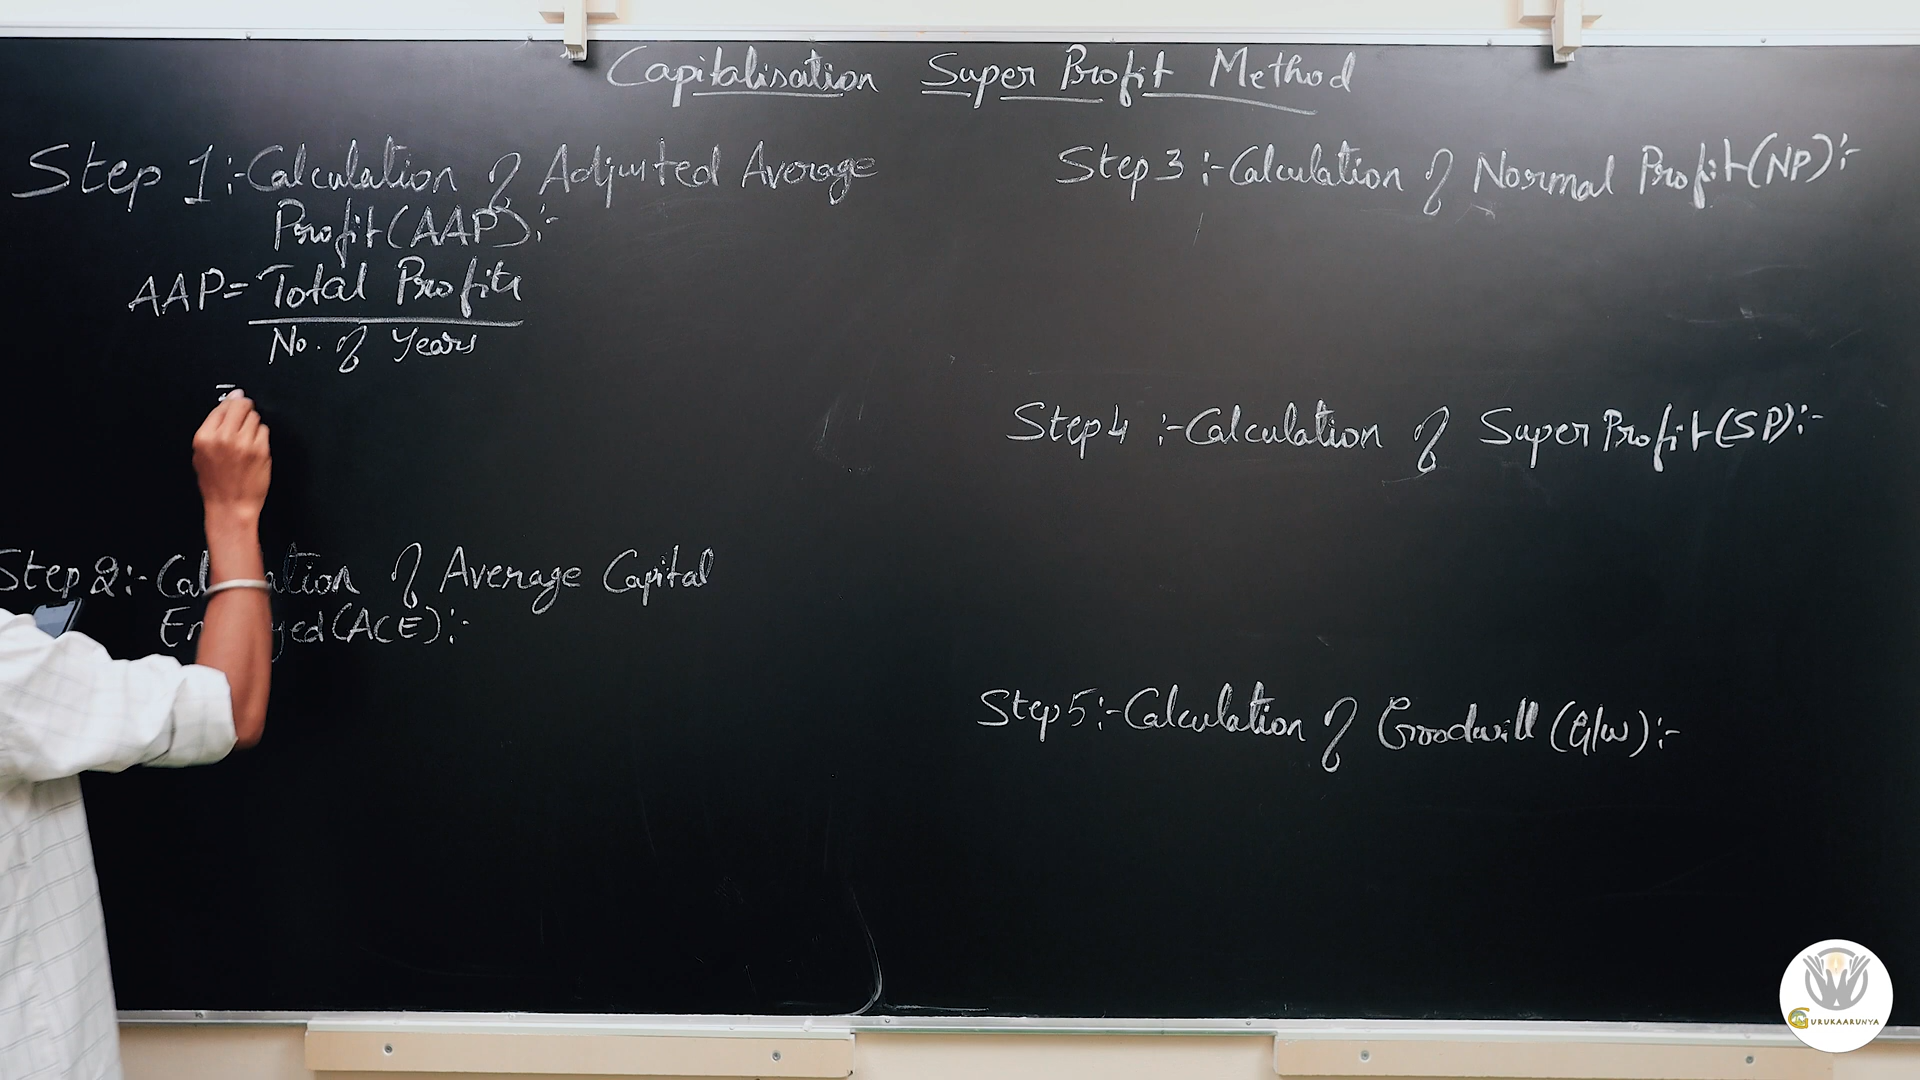 Capitalisation Super Profit Method
Step 1:- Calculation of Adjusted Average
Profit (AAP):-
AAP = Total Profits
No. of Years
=
Step 2:- Calculation of Average Capital
Employed (ACE):-
Step 3 :- Calculation of Normal Profit (NP):-
Step 4 :- Calculation of Super Profit (SP):-
Step 5:- Calculation of Goodwill (G/w):-
GURUKAARUNYA